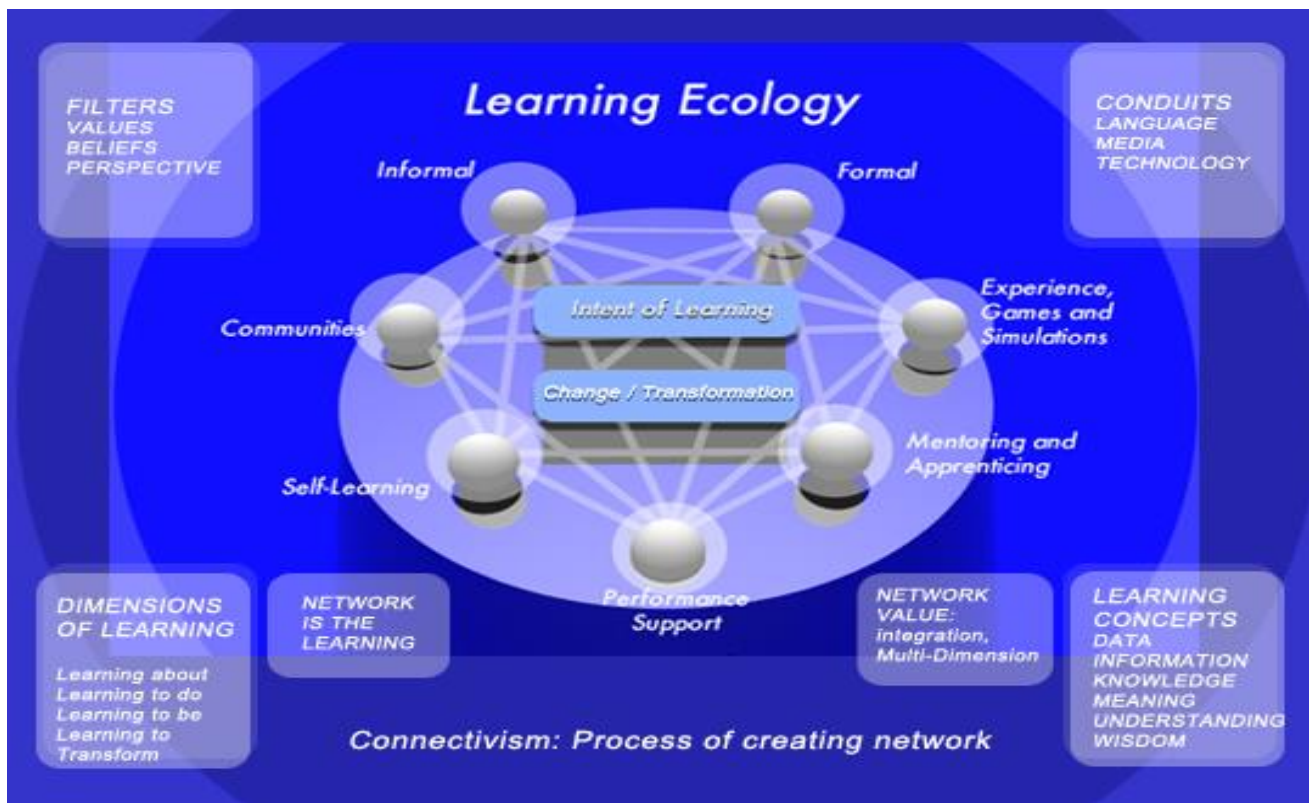 Learning Ecology
FILTERS
VALUES
BELIEFS
PERSPECTIVE
CONDUITS
LANGUAGE
MEDIA
TECHNOLOGY
Informal
Formal
Communities
Experience,
Games and
Simulations
Intent of Learning
Change / Transformation
Self-Learning
Mentoring and
Apprenticing
Performance
Support
DIMENSIONS
OF LEARNING
Learning about
Learning to do
Learning to be
Learning to
Transform
NETWORK
IS THE
LEARNING
NETWORK
VALUE:
integration,
Multi-Dimension
LEARNING
CONCEPTS
DATA
INFORMATION
KNOWLEDGE
MEANING
UNDERSTANDING
WISDOM
Connectivism: Process of creating network